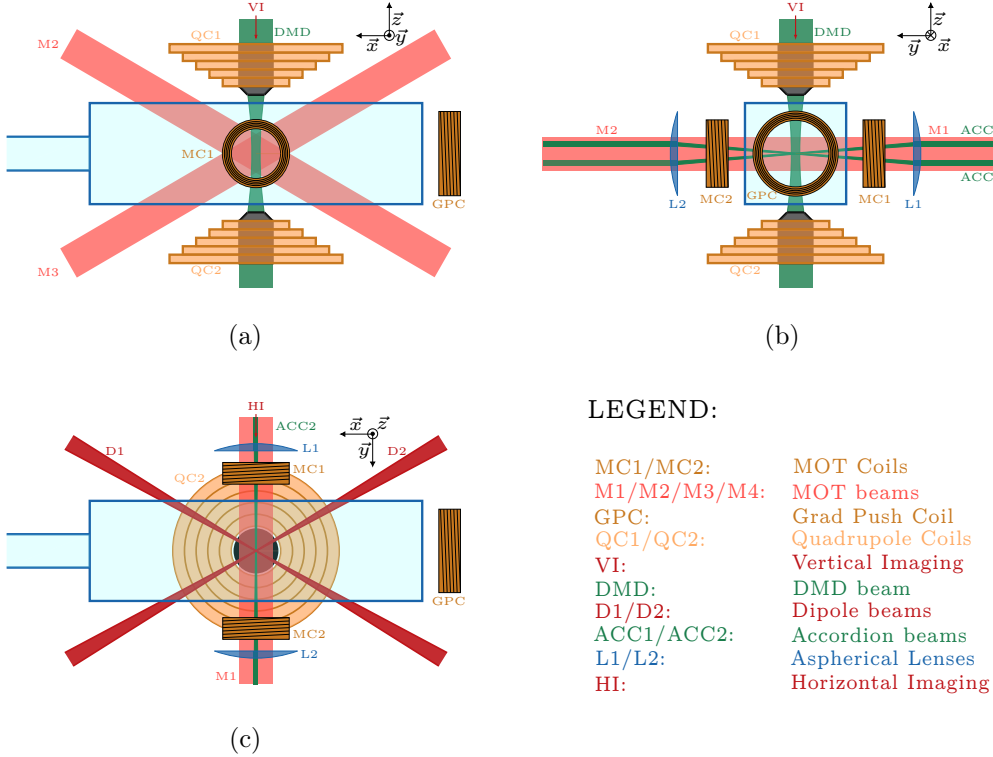 VI
M2
QC1
DMD
z⃗
x⃗
y⃗
MC1
GPC
M3
QC2
(a)
VI
QC1
DMD
z⃗
y⃗
x⃗
M2
M1
ACC
ACC
L2
MC2
GPC
MC1
L1
QC2
(b)
HI
ACC2
x⃗
z⃗
y⃗
D1
L1
D2
QC2
MC1
GPC
MC2
L2
M1
(c)
LEGEND:
MC1/MC2: MOT Coils
M1/M2/M3/M4: MOT beams
GPC: Grad Push Coil
QC1/QC2: Quadrupole Coils
VI: Vertical Imaging
DMD: DMD beam
D1/D2: Dipole beams
ACC1/ACC2: Accordion beams
L1/L2: Aspherical Lenses
HI: Horizontal Imaging